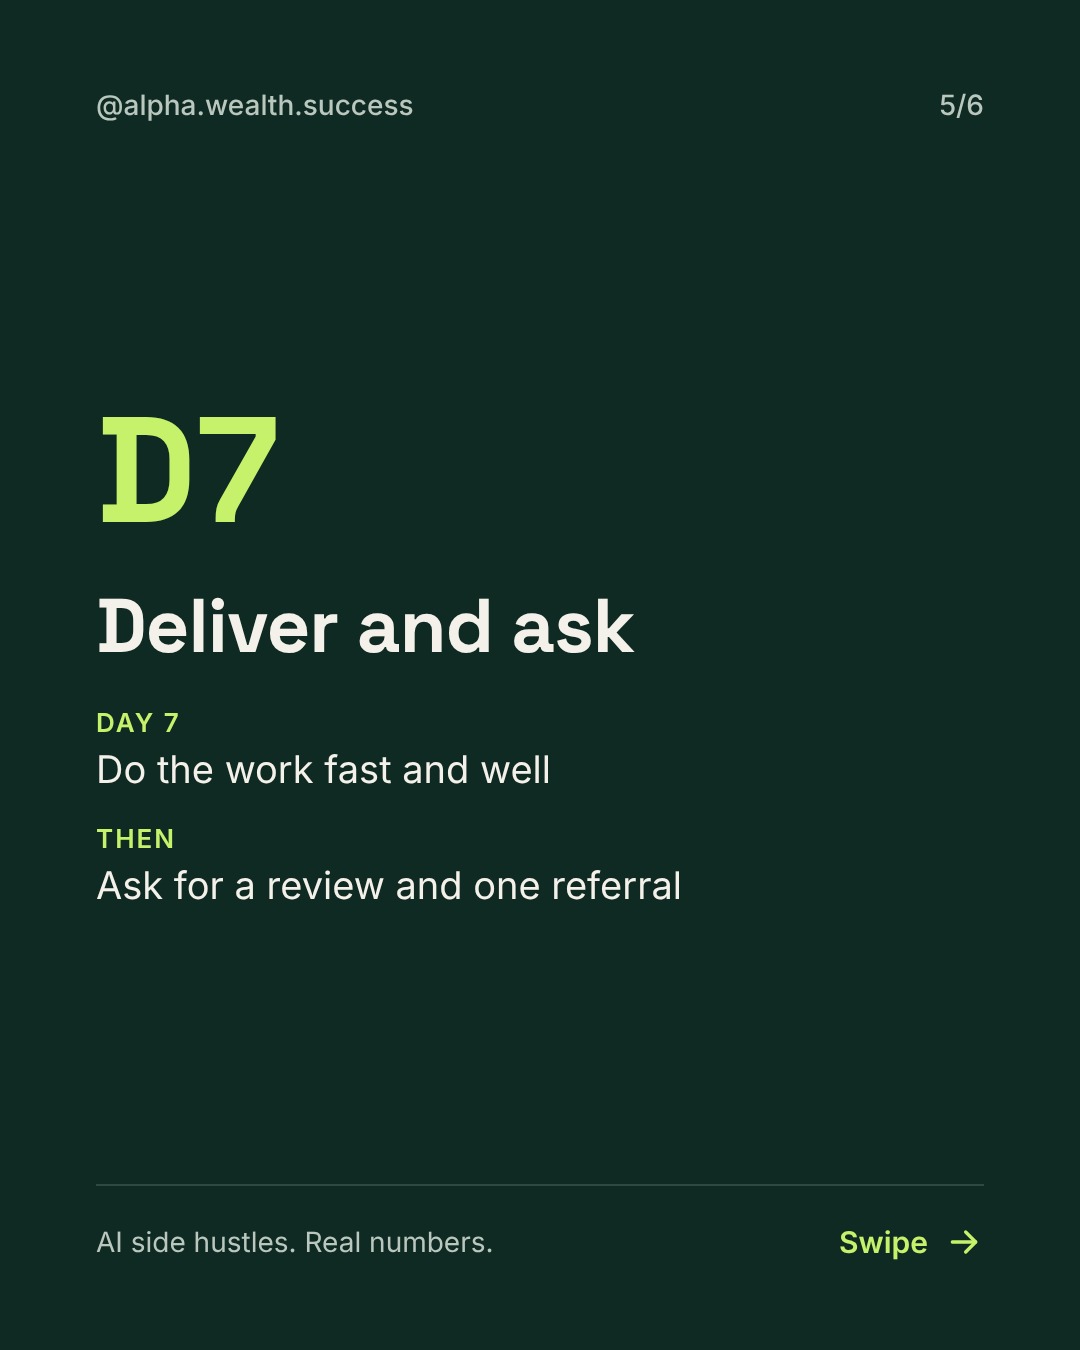 @alpha.wealth.success
5/6
D7
Deliver and ask
DAY 7
Do the work fast and well
THEN
Ask for a review and one referral
AI side hustles. Real numbers.
Swipe →